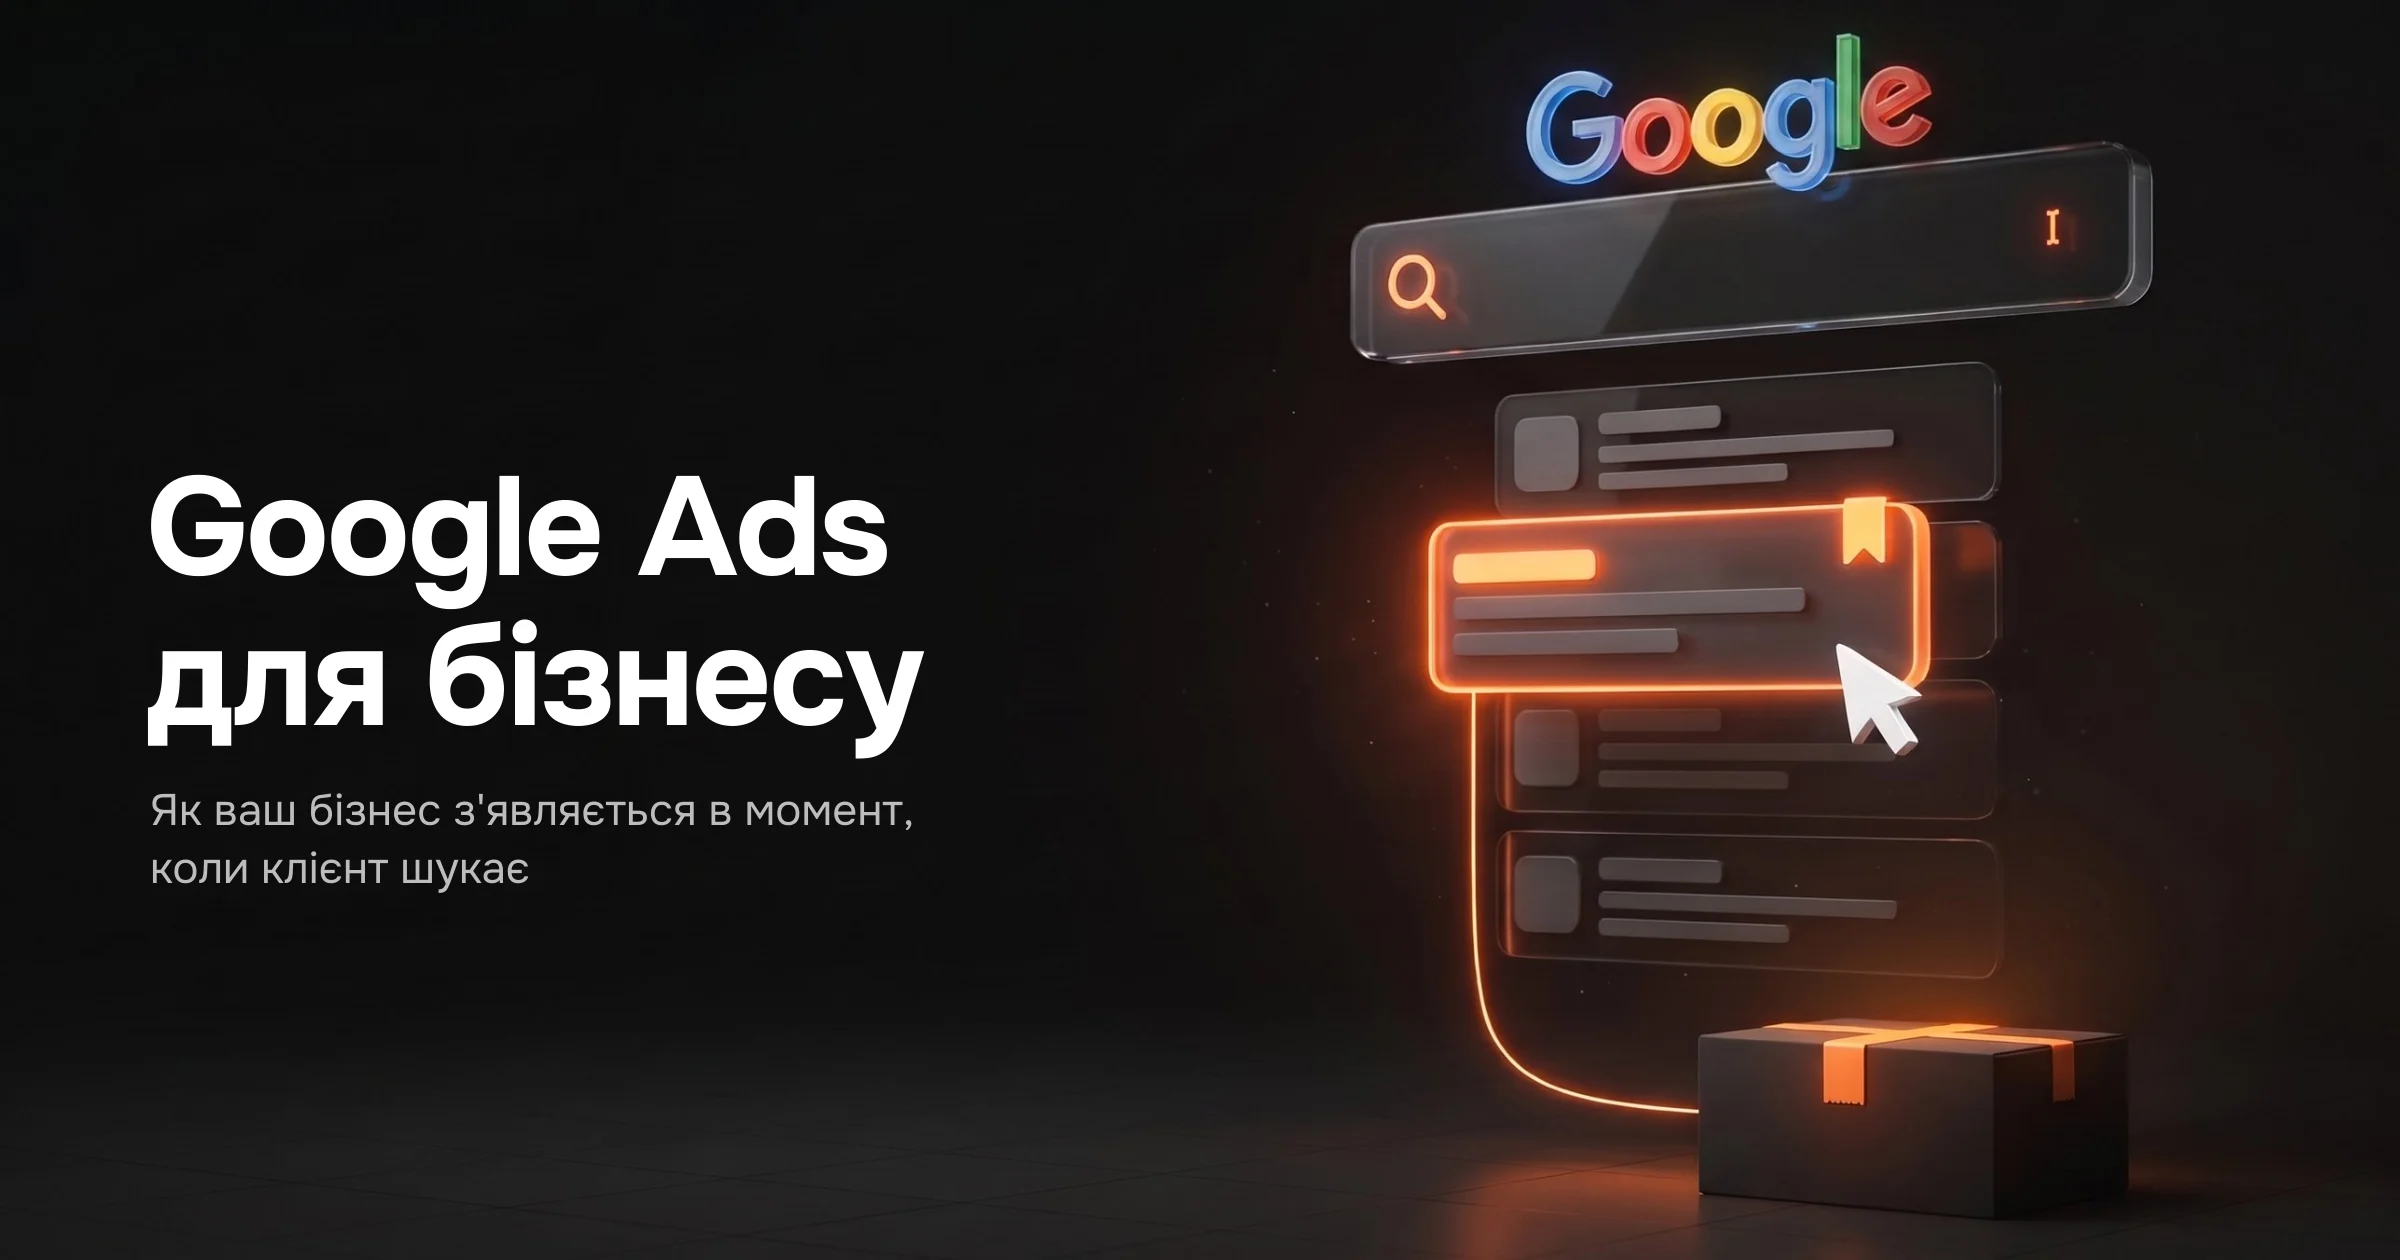 Google
Google Ads
для бізнесу
Як ваш бізнес з'являється в момент,
коли клієнт шукає